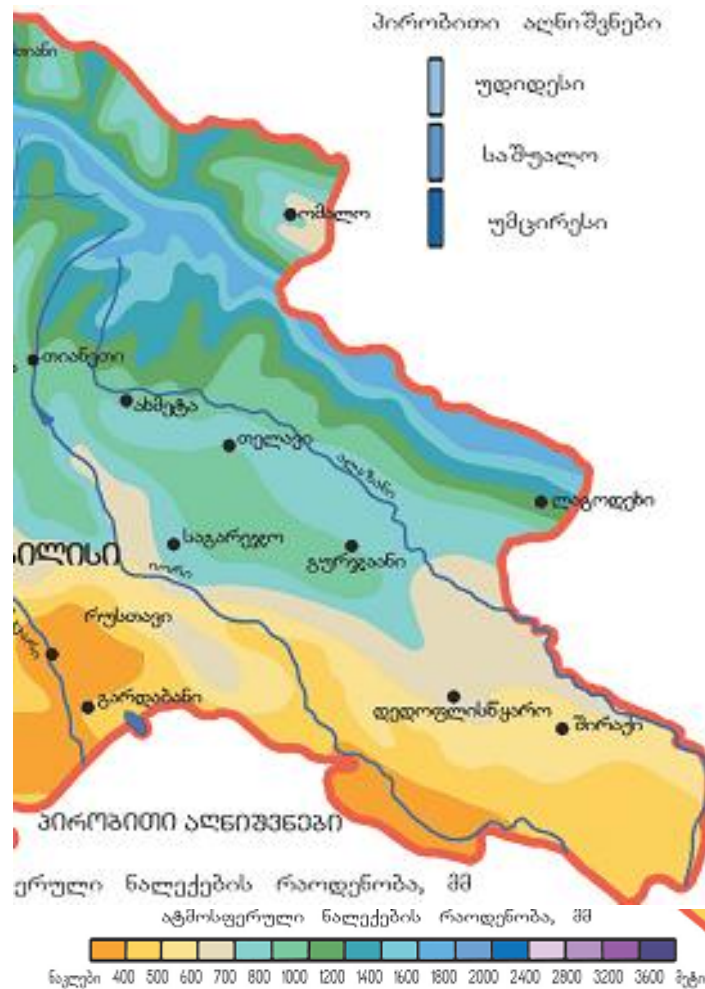 პირობითი აღნიშვნები
უდიდესი
საშუალო
უმცირესი
თიანი
ომალო
თიანეთი
ახმეტა
თელავი
ალაზანი
ლაგოდეხი
საგარეჯო
გურჯაანი
ილისი
იორი
რუსთავი
გარდაბანი
დედოფლისწყარო
შირაქი
პირობითი აღნიშვნები
ერული ნალექების რაოდენობა, მმ
ატმოსფერული ნალექების რაოდენობა, მმ
ნაკლები 400 500 600 700 800 1000 1200 1400 1600 1800 2000 2400 2800 3200 3600 მეტი